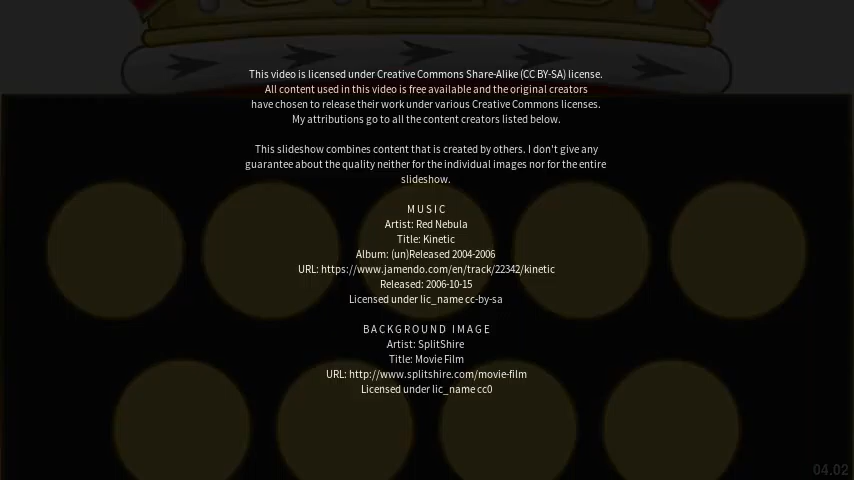 This video is licensed under Creative Commons Share-Alike (CC BY-SA) license.
All content used in this video is free available and the original creators
have chosen to release their work under various Creative Commons licenses.
My attributions go to all the content creators listed below.
This slideshow combines content that is created by others. I don't give any
guarantee about the quality neither for the individual images nor for the entire
slideshow.
MUSIC
Artist: Red Nebula
Title: Kinetic
Album: (un)Released 2004-2006
URL: https://www.jamendo.com/en/track/22342/kinetic
Released: 2006-10-15
Licensed under lic_name cc-by-sa
BACKGROUND IMAGE
Artist: SplitShire
Title: Movie Film
URL: http://www.splitshire.com/movie-film
Licensed under lic_name cc0
04.02